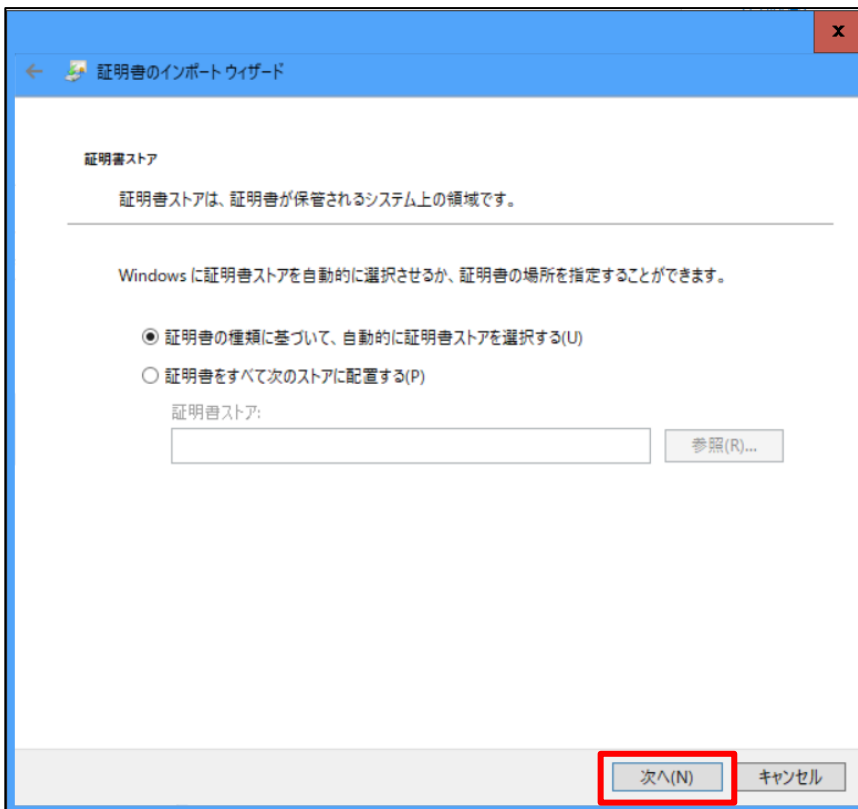 x
証明書のインポート ウィザード
証明書ストア
証明書ストアは、証明書が保管されるシステム上の領域です。
Windows に証明書ストアを自動的に選択させるか、証明書の場所を指定することができます。
証明書の種類に基づいて、自動的に証明書ストアを選択する(U)
証明書をすべて次のストアに配置する(P)
証明書ストア:
参照(R)...
次へ(N)
キャンセル